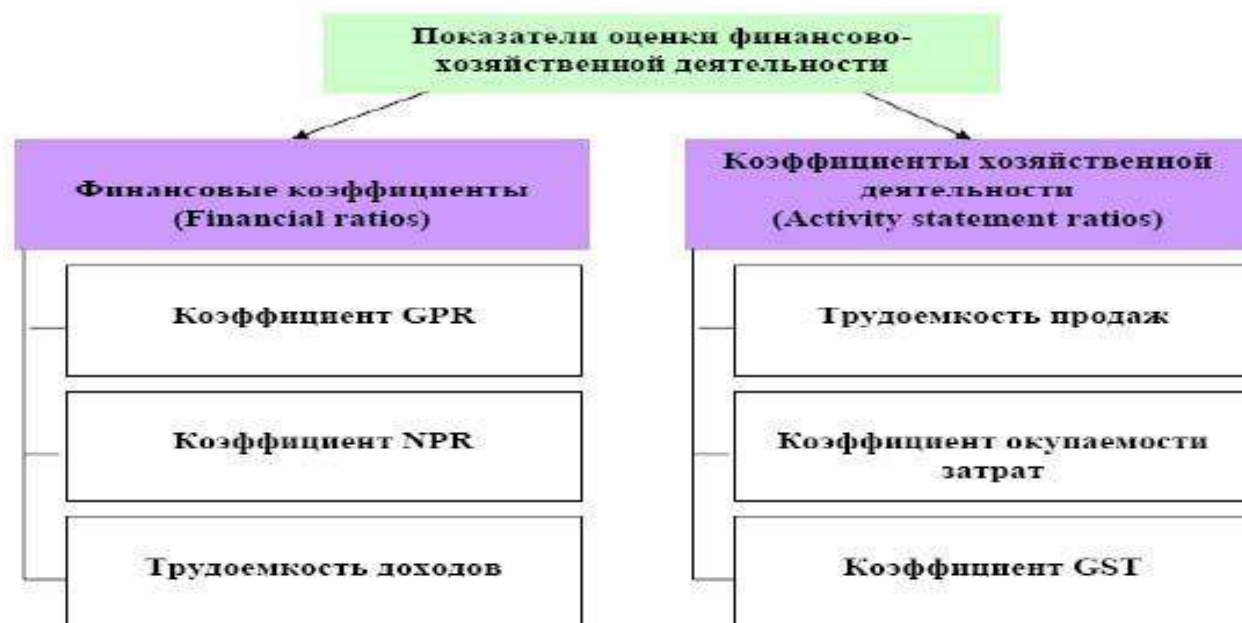 Показатели оценки финансово-
хозяйственной деятельности
Финансовые коэффициенты
(Financial ratios)
Коэффициент GPR
Коэффициент NPR
Трудоемкость доходов
Коэффициенты хозяйственной
деятельности
(Activity statement ratios)
Трудоемкость продаж
Коэффициент окупаемости
затрат
Коэффициент GST